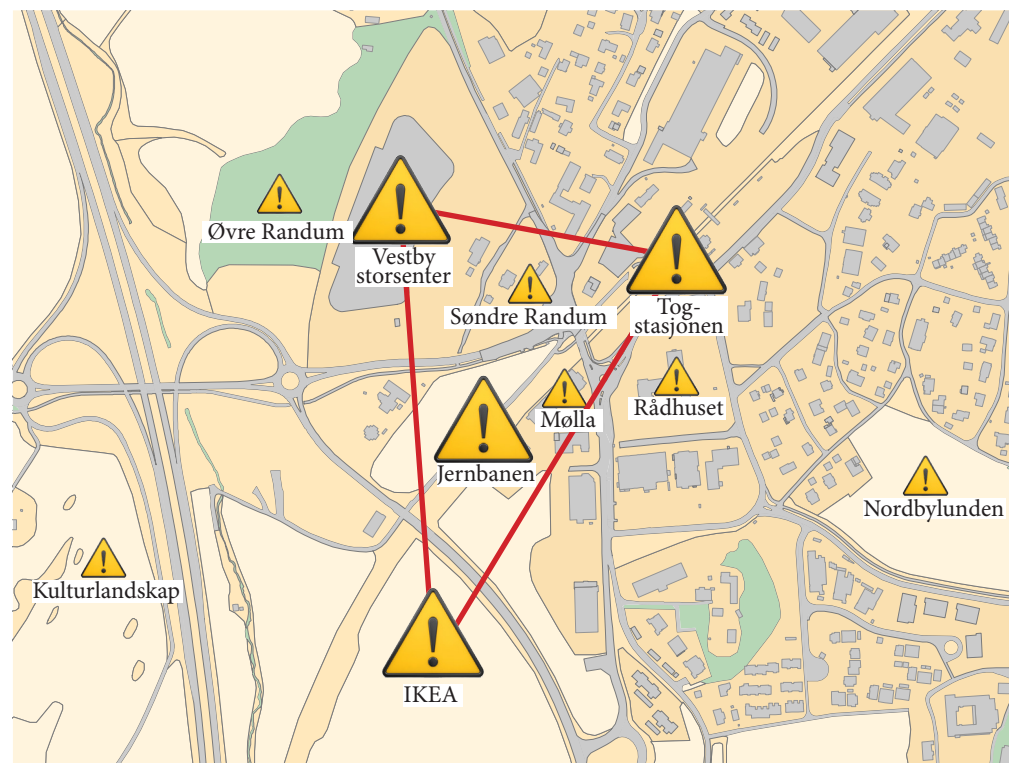 Øvre Randum
Vestby
storsenter
Søndre Randum
Tog-
stasjonen
Mølla
Rådhuset
Jernbanen
Nordbylunden
Kulturlandskap
IKEA